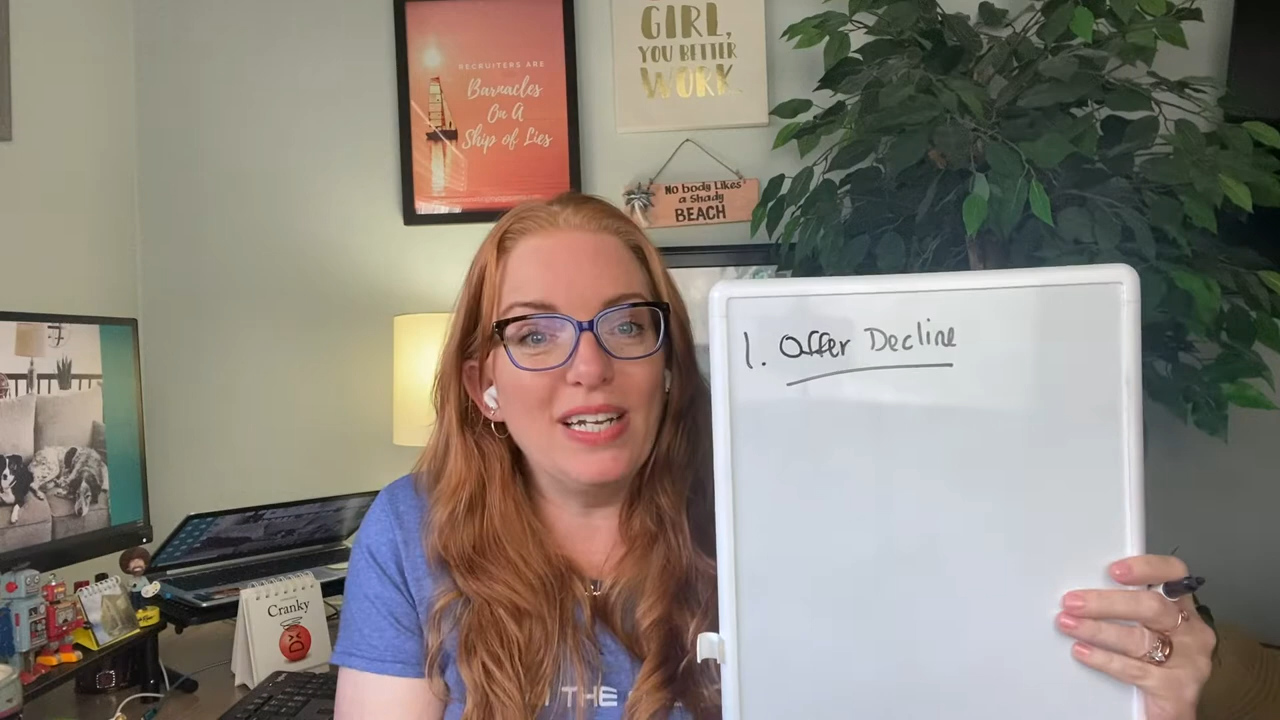 RECRUITERS ARE
Barnacles
On A
Ship of Lies
GIRL,
YOU BETTER
WORK
No body Likes
a Shady
BEACH
1. Offer Decline
Cranky
THE